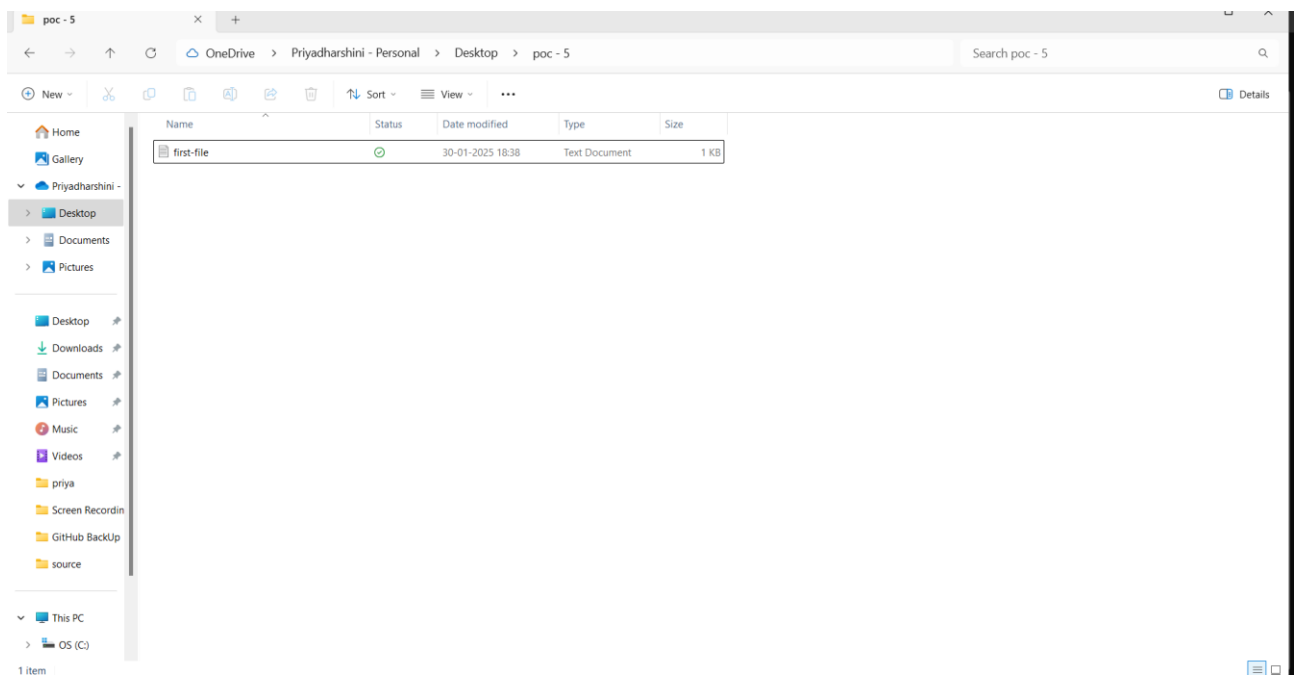 poc - 5
OneDrive > Priyadharshini - Personal > Desktop > poc - 5
Search poc - 5
New
Sort
View
Details
Name Status Date modified Type Size
first-file 30-01-2025 18:38 Text Document 1 KB
Home
Gallery
Priyadharshini -
Desktop
Documents
Pictures
Desktop
Downloads
Documents
Pictures
Music
Videos
priya
Screen Recordin
GitHub BackUp
source
This PC
OS (C:)
1 item